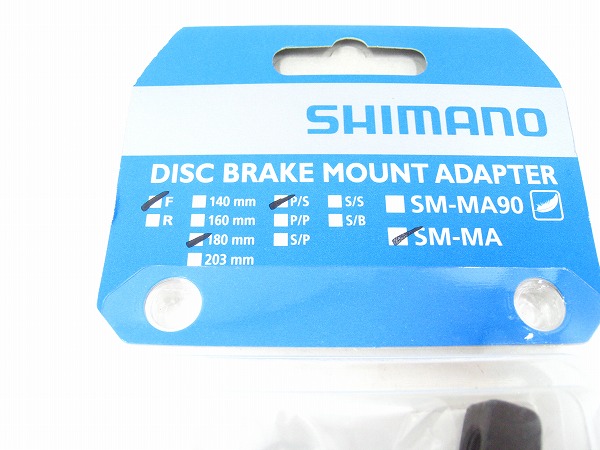 SHIMANO
DISC BRAKE MOUNT ADAPTER
F 140 mm P/S S/S SM-MA90
R 160 mm P/P S/B
180 mm S/P SM-MA
203 mm